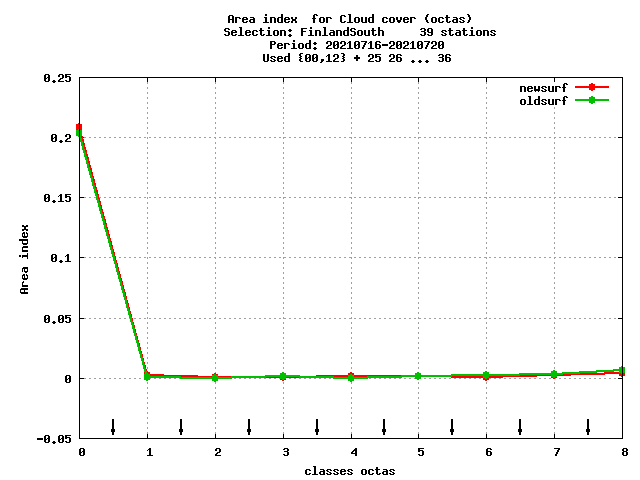 Area index  for Cloud cover (octas)
Selection: FinlandSouth     39 stations
Period: 20210716-20210720
Used {00,12} + 25 26 ... 36
newsurf
oldsurf
0.25
0.2
0.15
0.1
0.05
0
-0.05
Area index
0 1 2 3 4 5 6 7 8
classes octas